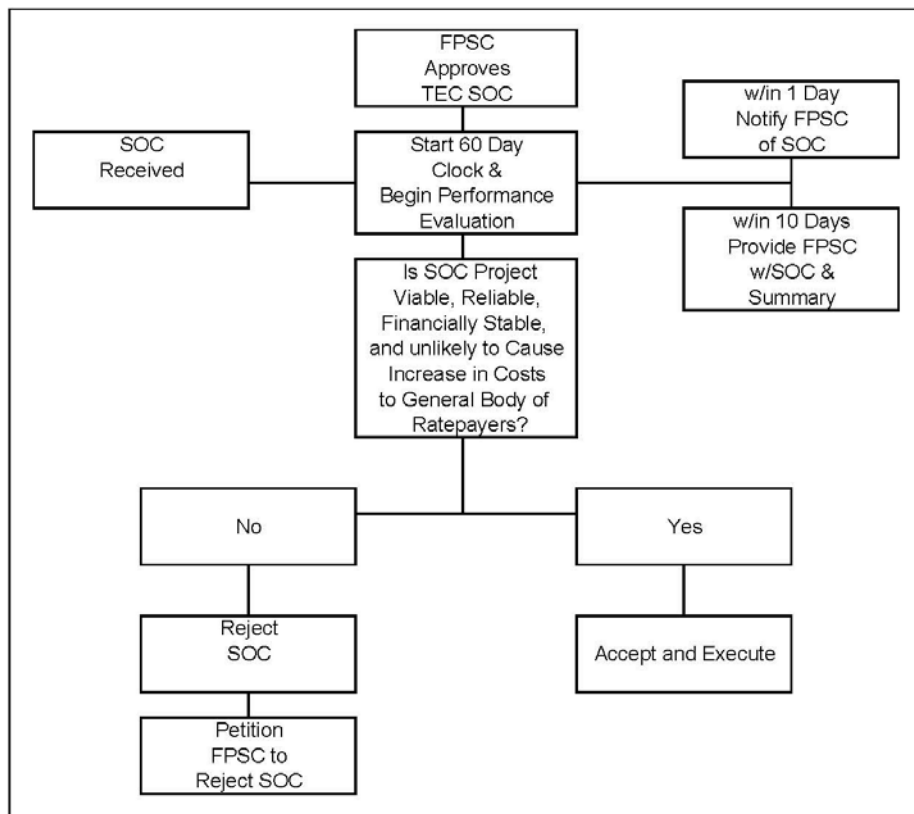 FPSC
Approves
TEC SOC
SOC
Received
Start 60 Day
Clock &
Begin Performance
Evaluation
w/in 1 Day
Notify FPSC
of SOC
w/in 10 Days
Provide FPSC
w/SOC &
Summary
Is SOC Project
Viable, Reliable,
Financially Stable,
and unlikely to Cause
Increase in Costs
to General Body of
Ratepayers?
No
Yes
Reject
SOC
Accept and Execute
Petition
FPSC to
Reject SOC